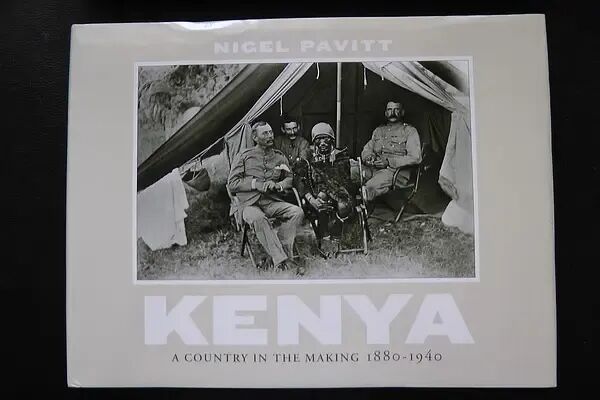 NIGEL PAVITT
KENYA
A COUNTRY IN THE MAKING 1880-1940